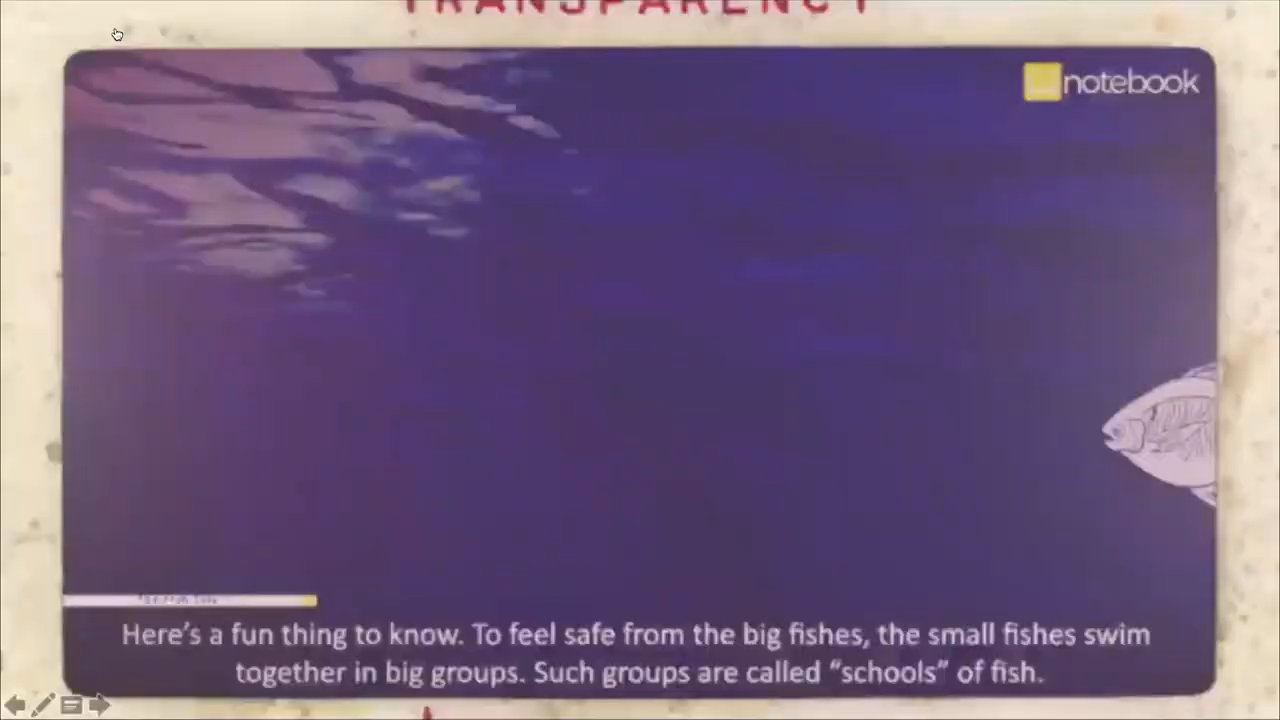 TRANSPARENCY
notebook
Here's a fun thing to know. To feel safe from the big fishes, the small fishes swim
together in big groups. Such groups are called “schools” of fish.